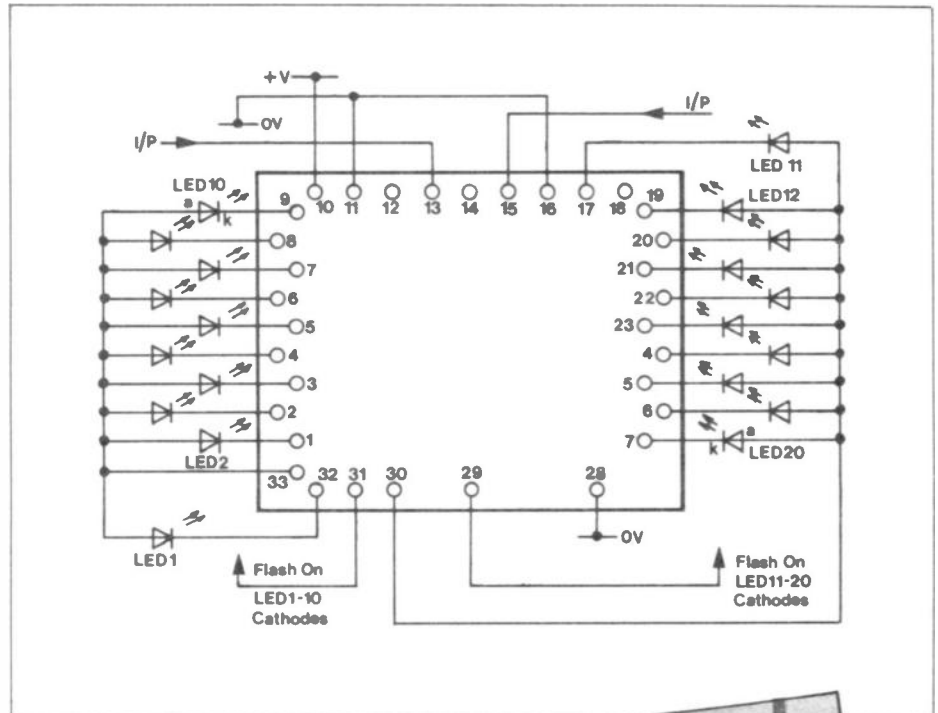 +V
0V
I/P
I/P
LED 11
LED10
a
k
9
10
11
12
13
14
15
16
17
18
19
LED12
8
20
7
21
6
22
5
23
4
4
3
5
2
6
1
7
k
a
LED2
LED20
33
32
31
30
29
28
0V
LED1
Flash On
LED1-10
Cathodes
Flash On
LED11-20
Cathodes